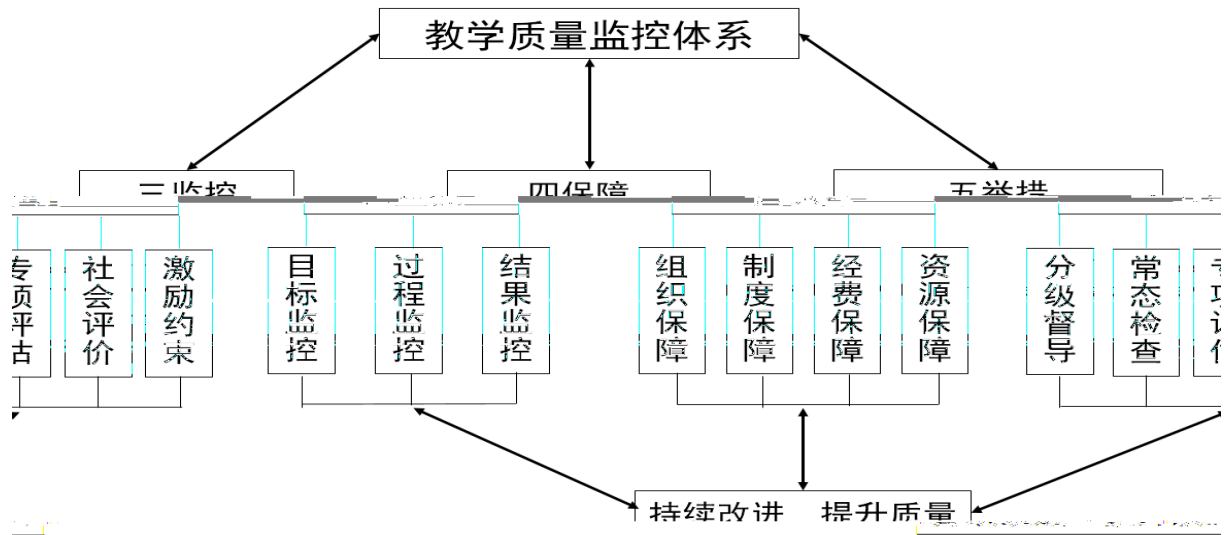 教学质量监控体系
三监控
四保障
五举措
专项评估
社会评价
激励约束
目标监控
过程监控
结果监控
组织保障
制度保障
经费保障
资源保障
分级督导
常态检查
持续改进 提升质量